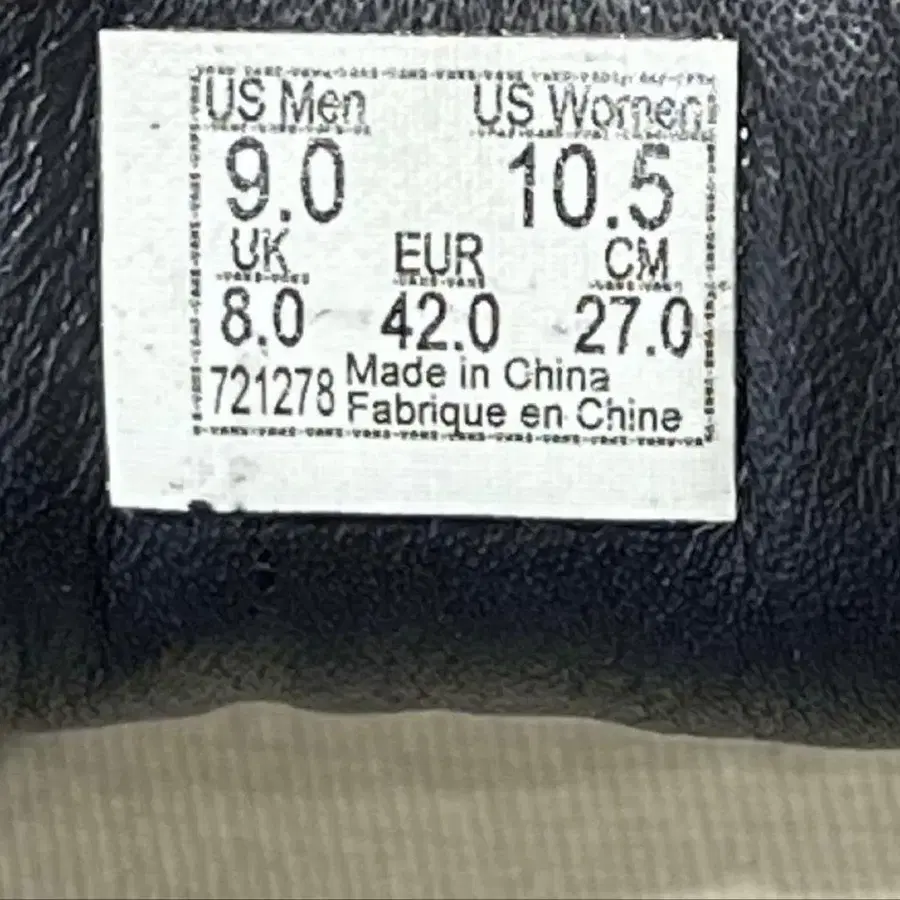 US Men US Women
9.0 10.5
UK EUR CM
8.0 42.0 27.0
721278 Made in China
Fabrique en Chine